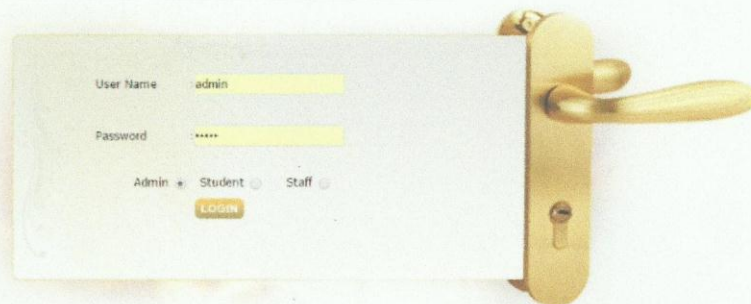 User Name : admin
Password : •••••
Admin Student Staff
LOGIN